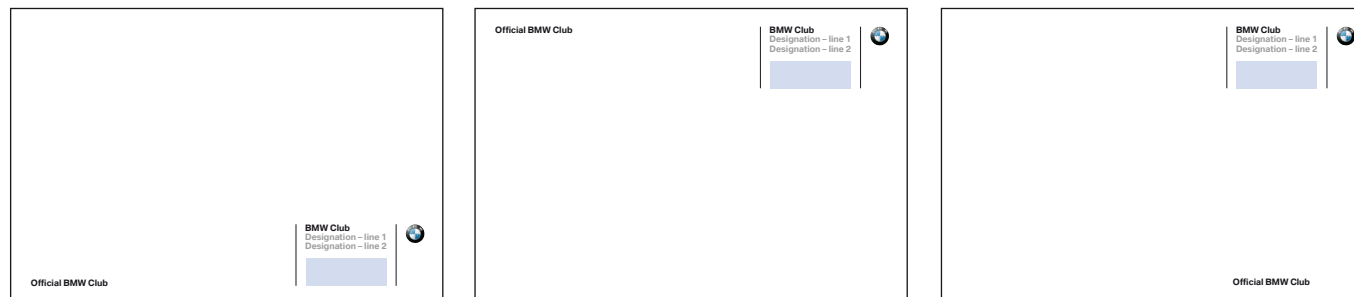 BMW Club
Designation – line 1
Designation – line 2
Official BMW Club
Official BMW Club
BMW Club
Designation – line 1
Designation – line 2
BMW Club
Designation – line 1
Designation – line 2
Official BMW Club